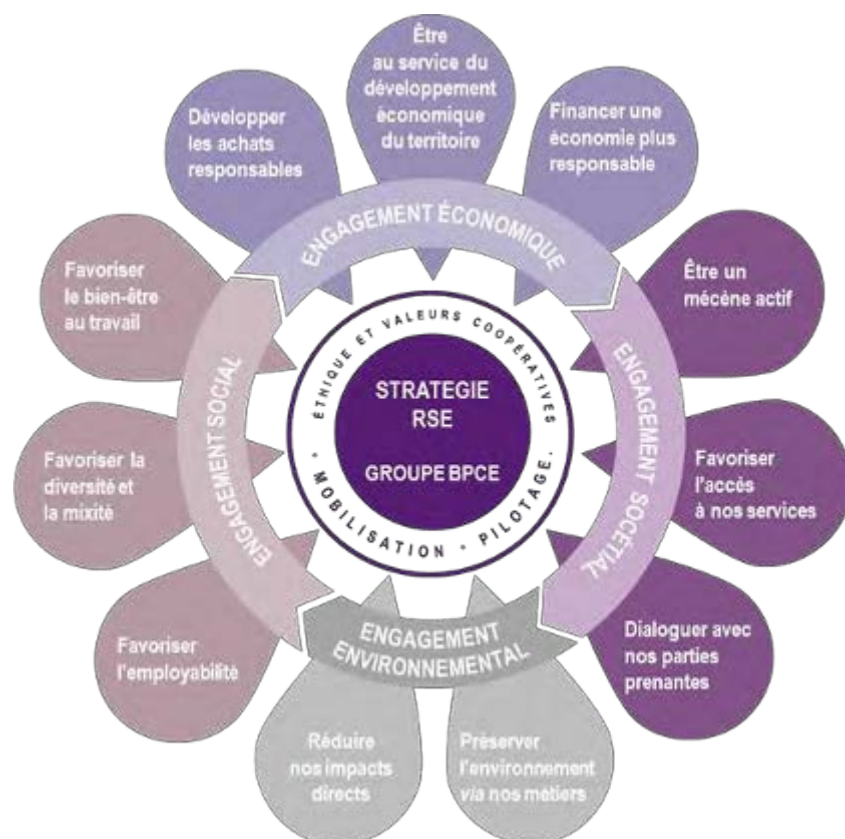 Être
au service du
développement
économique
du territoire
Développer
les achats
responsables
Financer une
économie plus
responsable
ENGAGEMENT ÉCONOMIQUE
Favoriser
le bien-être
au travail
Être un
mécène actif
ÉTHIQUE ET VALEURS COOPÉRATIVES
STRATEGIE
RSE
GROUPE BPCE
• MOBILISATION • PILOTAGE.
ENGAGEMENT SOCIAL
ENGAGEMENT SOCÉTIAL
Favoriser la
diversité et
la mixité
Favoriser
l'accès
à nos services
Favoriser
l'employabilité
ENGAGEMENT
ENVIRONNEMENTAL
Dialoguer avec
nos parties
prenantes
Réduire
nos impacts
directs
Préserver
l'environnement
via nos métiers